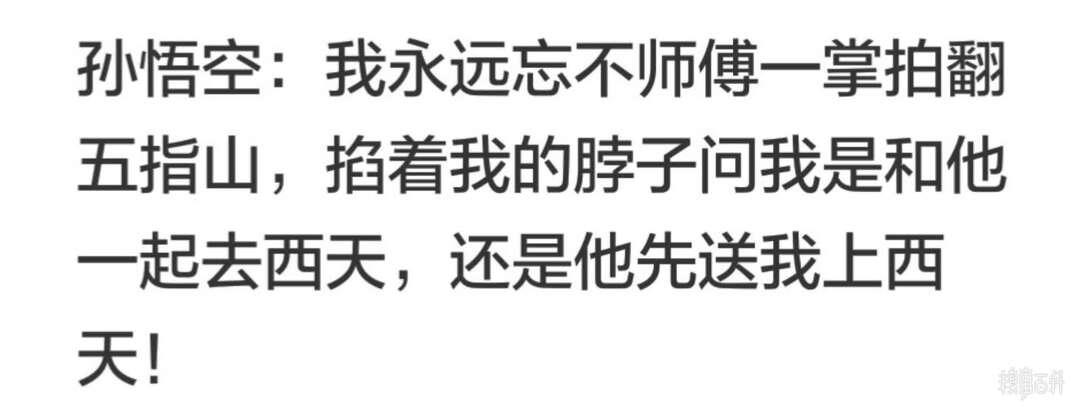 孙悟空：我永远忘不师傅一掌拍翻
五指山，掐着我的脖子问我是和他
一起去西天，还是他先送我上西
天！